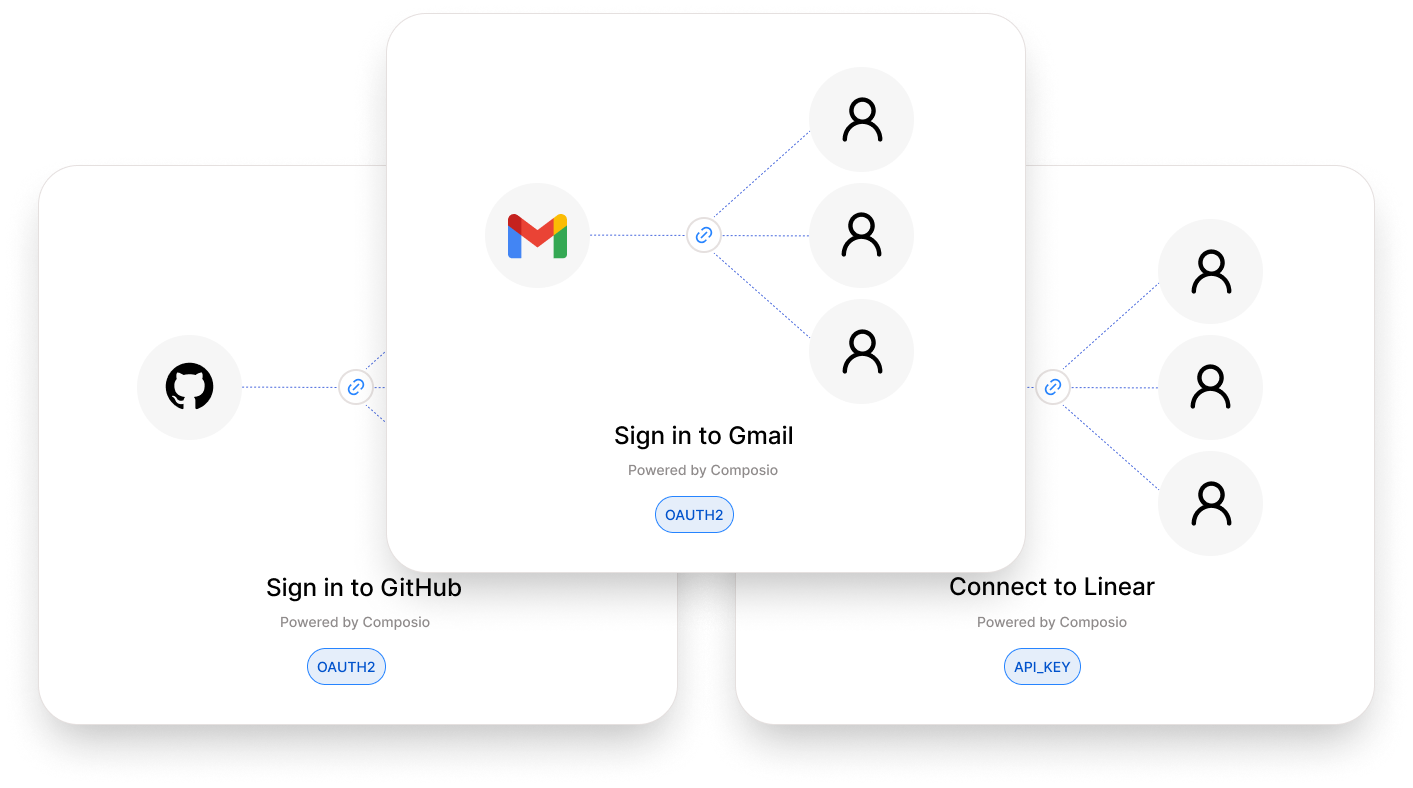 Sign in to Gmail
Powered by Composio
OAUTH2
Sign in to GitHub
Powered by Composio
OAUTH2
Connect to Linear
Powered by Composio
API_KEY